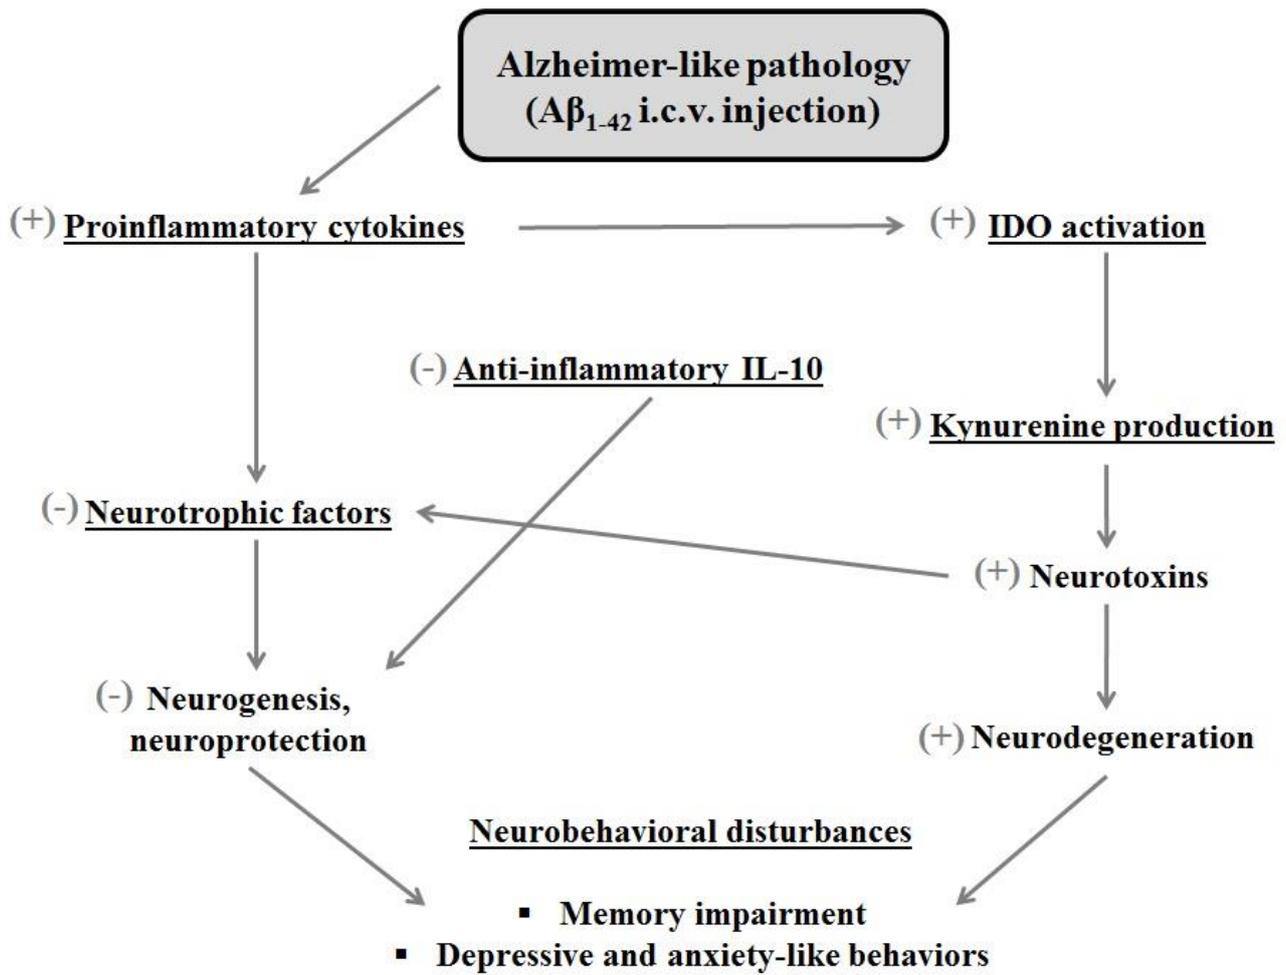 Alzheimer-like pathology
(Aβ1-42 i.c.v. injection)
(+) Proinflammatory cytokines
(+) IDO activation
(-) Anti-inflammatory IL-10
(+) Kynurenine production
(-) Neurotrophic factors
(+) Neurotoxins
(-) Neurogenesis,
neuroprotection
(+) Neurodegeneration
Neurobehavioral disturbances
▪ Memory impairment
▪ Depressive and anxiety-like behaviors